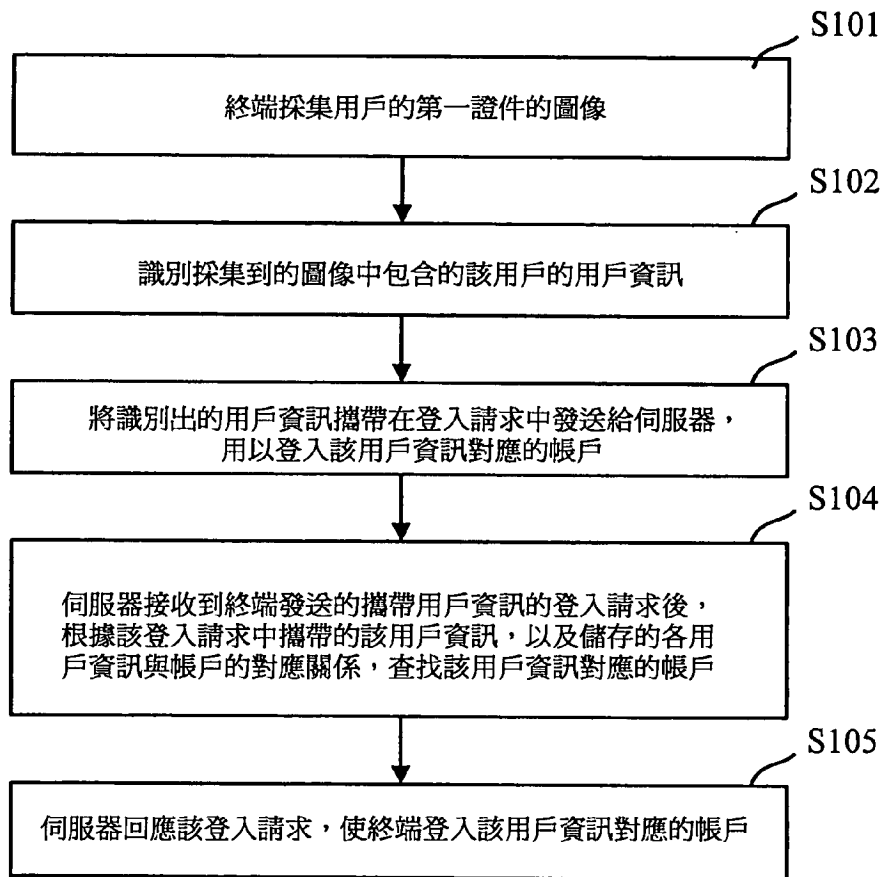 S101
終端採集用戶的第一證件的圖像
S102
識別採集到的圖像中包含的該用戶的用戶資訊
S103
將識別出的用戶資訊攜帶在登入請求中發送給伺服器，
用以登入該用戶資訊對應的帳戶
S104
伺服器接收到終端發送的攜帶用戶資訊的登入請求後，
根據該登入請求中攜帶的該用戶資訊，以及儲存的各用
戶資訊與帳戶的對應關係，查找該用戶資訊對應的帳戶
S105
伺服器回應該登入請求，使終端登入該用戶資訊對應的帳戶